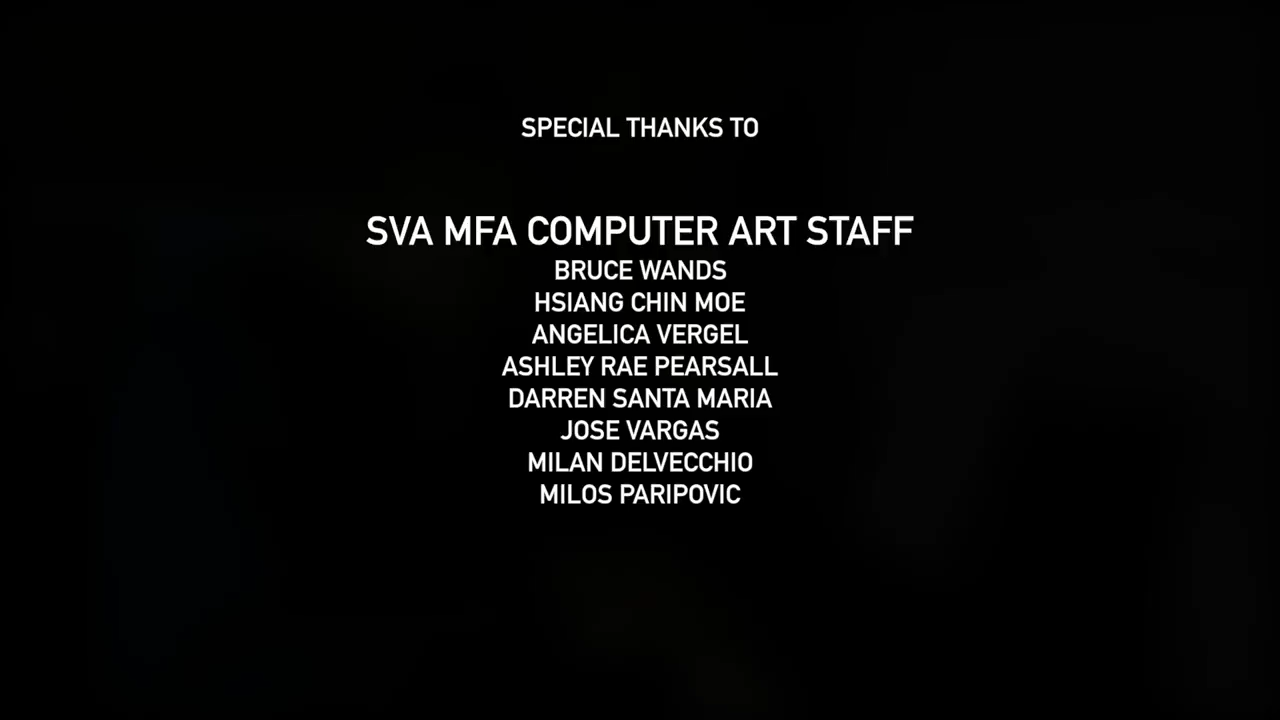 SPECIAL THANKS TO
SVA MFA COMPUTER ART STAFF
BRUCE WANDS
HSIANG CHIN MOE
ANGELICA VERGEL
ASHLEY RAE PEARSALL
DARREN SANTA MARIA
JOSE VARGAS
MILAN DELVECCHIO
MILOS PARIPOVIC